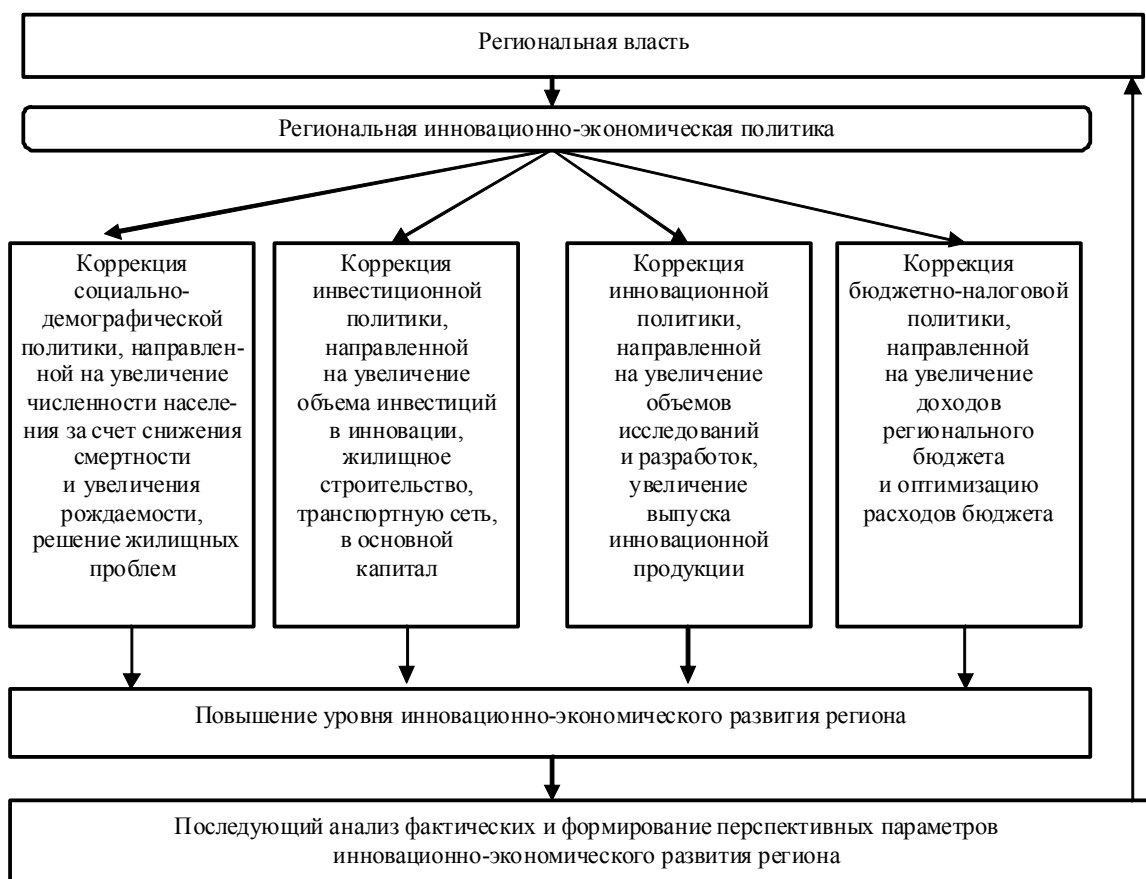 Региональная власть
Региональная инновационно-экономическая политика
Коррекция
социально-
демографической
политики, направлен-
ной на увеличение
численности населе-
ния за счет снижения
смертности
и увеличения
рождаемости,
решение жилищных
проблем
Коррекция
инвестиционной
политики,
направленной
на увеличение
объема инвестиций
в инновации,
жилищное
строительство,
транспортную сеть,
в основной
капитал
Коррекция
инновационной
политики,
направленной
на увеличение
объемов
исследований
и разработок,
увеличение
выпуска
инновационной
продукции
Коррекция
бюджетно-налоговой
политики,
направленной
на увеличение
доходов
регионального
бюджета
и оптимизацию
расходов бюджета
Повышение уровня инновационно-экономического развития региона
Последующий анализ фактических и формирование перспективных параметров
инновационно-экономического развития региона